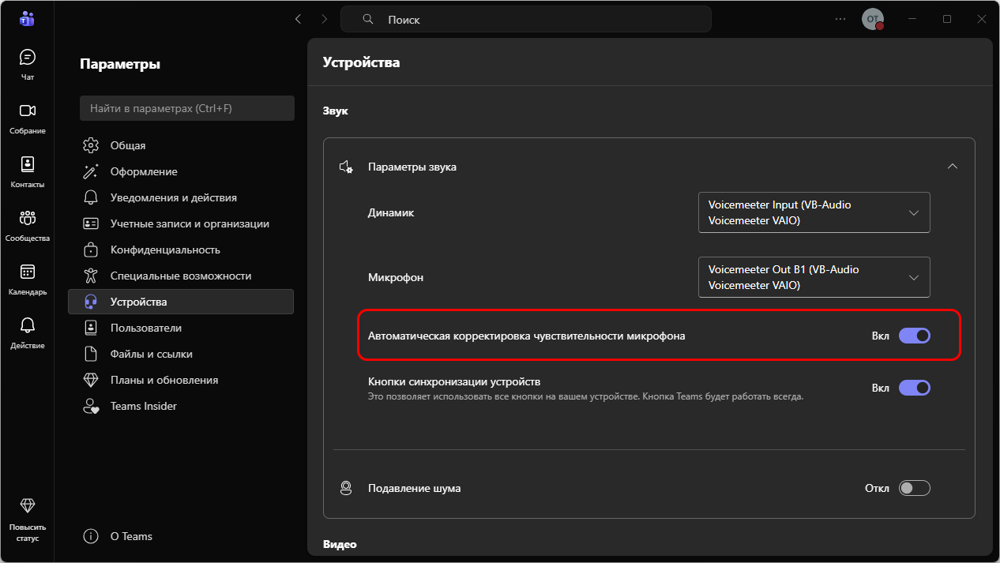 Поиск
ОТ
Чат
Собрание
Контакты
Сообщества
Календарь
Действие
Повысить
статус
Параметры
Найти в параметрах (Ctrl+F)
Общая
Оформление
Уведомления и действия
Учетные записи и организации
Конфиденциальность
Специальные возможности
Устройства
Пользователи
Файлы и ссылки
Планы и обновления
Teams Insider
О Teams
Устройства
Звук
Параметры звука
Динамик
Voicemeeter Input (VB-Audio
Voicemeeter VAIO)
Микрофон
Voicemeeter Out B1 (VB-Audio
Voicemeeter VAIO)
Автоматическая корректировка чувствительности микрофона
Вкл
Кнопки синхронизации устройств
Это позволяет использовать все кнопки на вашем устройстве. Кнопка Teams будет работать всегда.
Вкл
Подавление шума
Откл
Видео